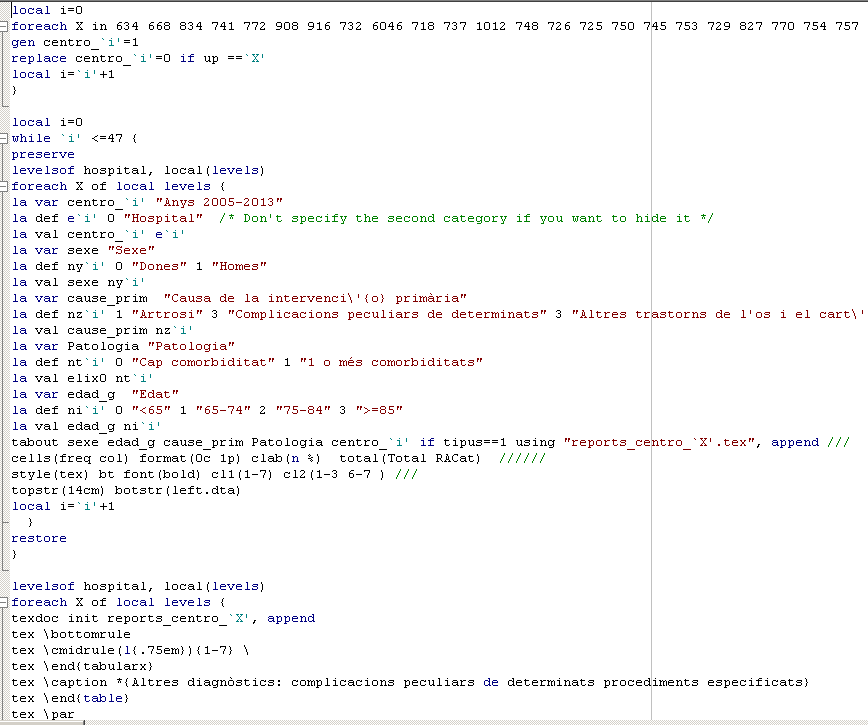 local i=0
foreach X in 634 668 834 741 772 908 916 732 6046 718 737 1012 748 726 725 750 745 753 729 827 770 754 757
gen centro_`i'=1
replace centro_`i'=0 if up ==`X'
local i=`i'+1
}
local i=0
while `i' <=47 {
preserve
levelsof hospital, local(levels)
foreach X of local levels {
la var centro_`i' "Anys 2005-2013"
la def e`i' 0 "Hospital"  /* Don't specify the second category if you want to hide it */
la val centro_`i' e`i'
la var sexe "Sexe"
la def ny`i' 0 "Dones" 1 "Homes"
la val sexe ny`i'
la var cause_prim  "Causa de la intervenci\'{o} primària"
la def nz`i' 1 "Artrosi" 3 "Complicacions peculiars de determinats" 3 "Altres trastorns de l'os i el cart\'
la val cause_prim nz`i'
la var Patologia "Patologia"
la def nt`i' 0 "Cap comorbiditat" 1 "1 o més comorbiditats"
la val elix0 nt`i'
la var edad_g  "Edat"
la def ni`i' 0 "<65" 1 "65-74" 2 "75-84" 3 ">=85"
la val edad_g ni`i'
tabout sexe edad_g cause_prim Patologia centro_`i' if tipus==1 using "reports_centro_`X'.tex", append ///
cells(freq col) format(0c 1p) clab(n %)  total(Total RACat)  //////
style(tex) bt font(bold) cl1(1-7) cl2(1-3 6-7 ) ///
topstr(14cm) botstr(left.dta)
local i=`i'+1
}
restore
}
levelsof hospital, local(levels)
foreach X of local levels {
texdoc init reports_centro_`X', append
tex \bottomrule
tex \cmidrule(l{.75em}){1-7} \
tex \end{tabularx}
tex \caption *{Altres diagnòstics: complicacions peculiars de determinats procediments especificats}
tex \end{table}
tex \par